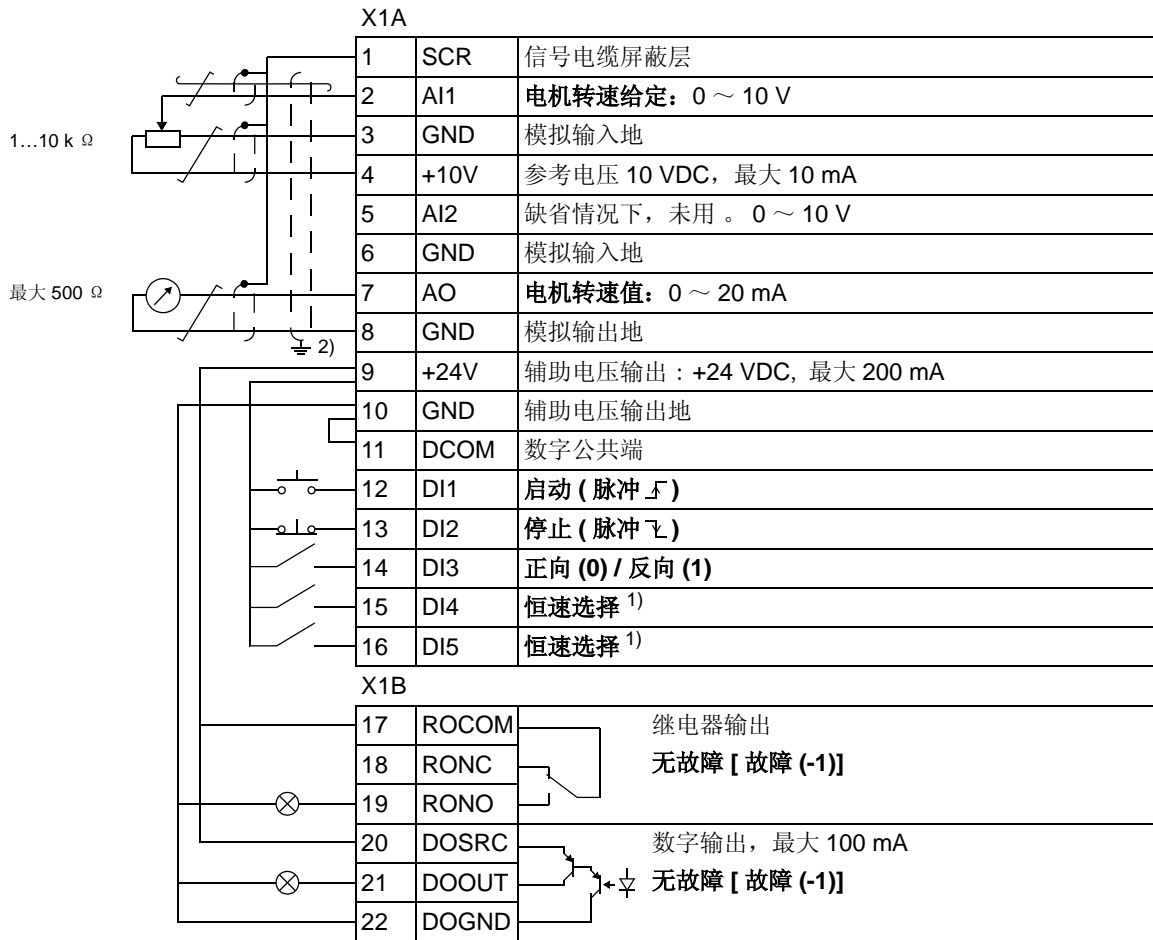 X1A
1 SCR 信号电缆屏蔽层
2 AI1 电机转速给定：0 ～ 10 V
1…10 k Ω
3 GND 模拟输入地
4 +10V 参考电压 10 VDC，最大 10 mA
5 AI2 缺省情况下，未用 。 0 ～ 10 V
6 GND 模拟输入地
最大 500 Ω
7 AO 电机转速值：0 ～ 20 mA
8 GND 模拟输出地
2)
9 +24V 辅助电压输出 : +24 VDC, 最大 200 mA
10 GND 辅助电压输出地
11 DCOM 数字公共端
12 DI1 启动 ( 脉冲 )
13 DI2 停止 ( 脉冲 )
14 DI3 正向 (0) / 反向 (1)
15 DI4 恒速选择 1)
16 DI5 恒速选择 1)
X1B
17 ROCOM 继电器输出
18 RONC 无故障 [ 故障 (-1)]
19 RONO
20 DOSRC 数字输出，最大 100 mA
21 DOOUT 无故障 [ 故障 (-1)]
22 DOGND